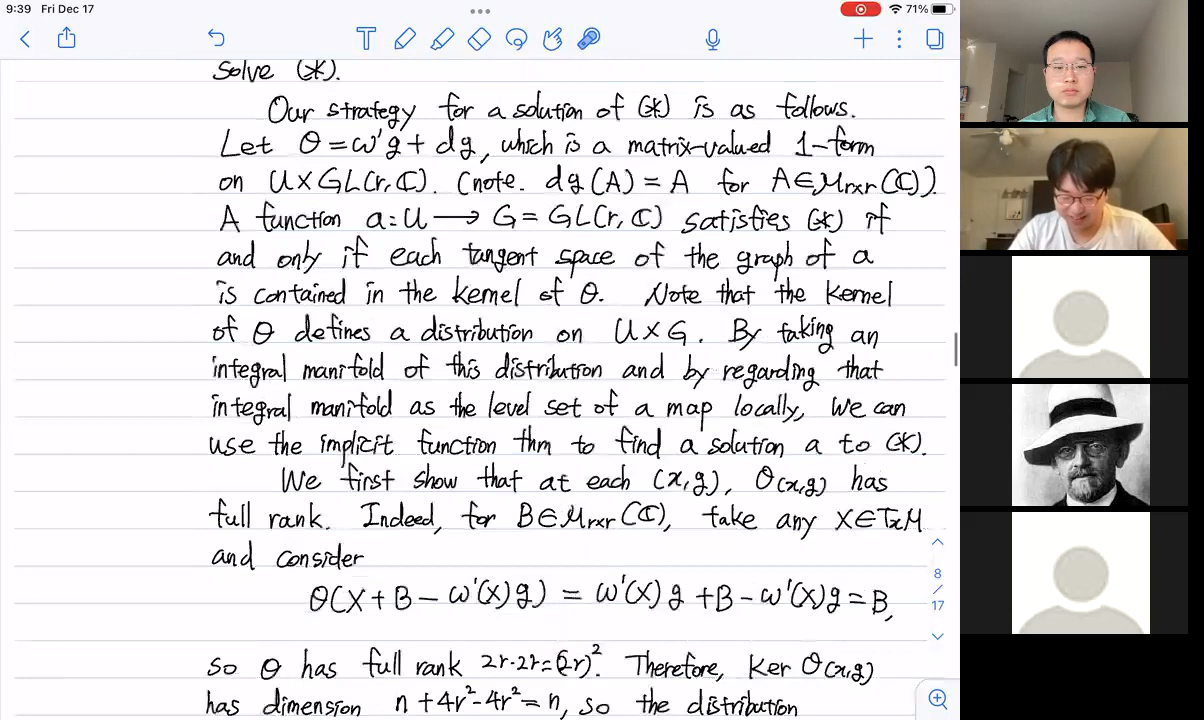 9:39 Fri Dec 17
71%
Solve (*).
Our strategy for a solution of (*) is as follows.
Let θ = ω'g + dg, which is a matrix-valued 1-form
on U×GL(r, ℂ). (note. dg(A) = A for A∈M_{r×r}(ℂ)).
A function a: U ⟶ G = GL(r, ℂ) satisfies (*) if
and only if each tangent space of the graph of a
is contained in the kernel of θ. Note that the kernel
of θ defines a distribution on U×G. By taking an
integral manifold of this distribution and by regarding that
integral manifold as the level set of a map locally, we can
use the implicit function thm to find a solution a to (*).
We first show that at each (x,g), θ(x,g) has
full rank. Indeed, for B∈M_{r×r}(ℂ), take any X∈TxM
and consider
θ(X + B − ω'(X)g) = ω'(X)g + B − ω'(X)g = B,
so θ has full rank 2r·2r=(2r)². Therefore, Ker θ(x,g)
has dimension n + 4r² − 4r² = n, so the distribution
8
/
17